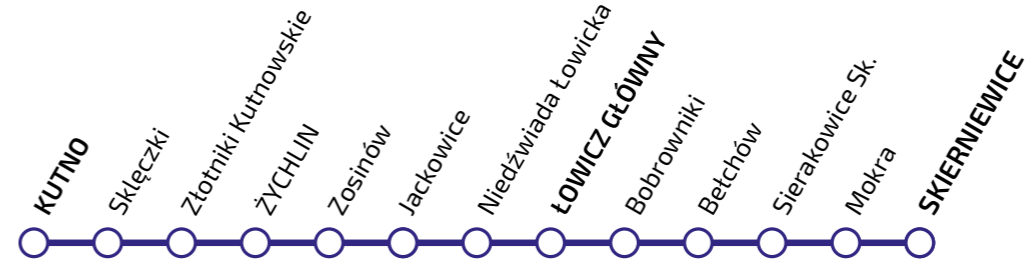 KUTNO
Sklęczki
Złotniki Kutnowskie
ŻYCHLIN
Zosinów
Jackowice
Niedźwiada Łowicka
ŁOWICZ GŁÓWNY
Bobrowniki
Bełchów
Sierakowice Sk.
Mokra
SKIERNIEWICE